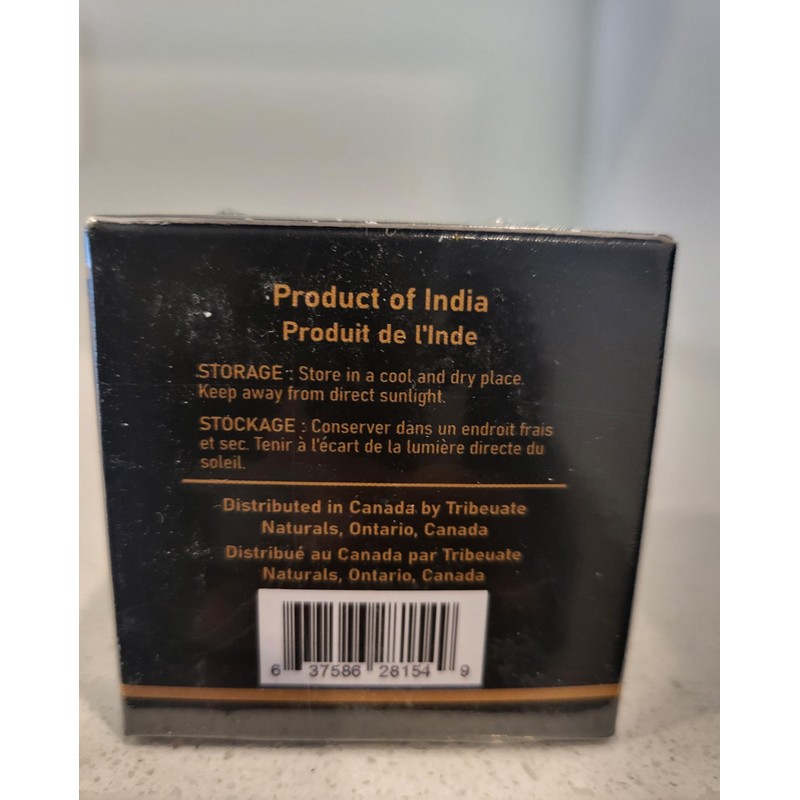 Product of India
Produit de l'Inde
STORAGE : Store in a cool and dry place.
Keep away from direct sunlight.
STOCKAGE : Conserver dans un endroit frais
et sec. Tenir à l'écart de la lumière directe du
soleil.
Distributed in Canada by Tribeuate
Naturals, Ontario, Canada
Distribué au Canada par Tribeuate
Naturals, Ontario, Canada
6 37586 28154 9